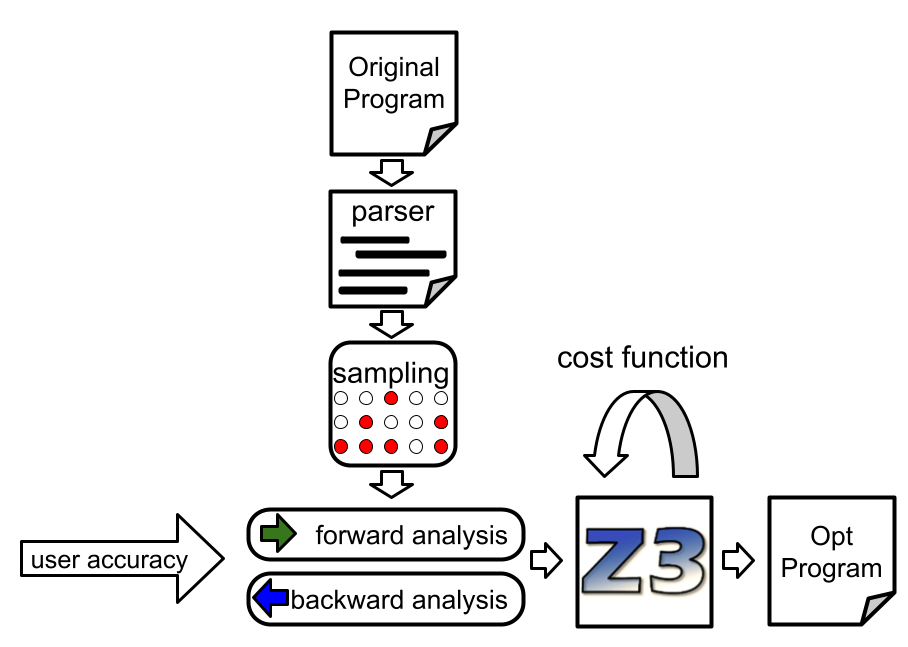 Original
Program
parser
sampling
cost function
user accuracy
forward analysis
backward analysis
Z3
Opt
Program